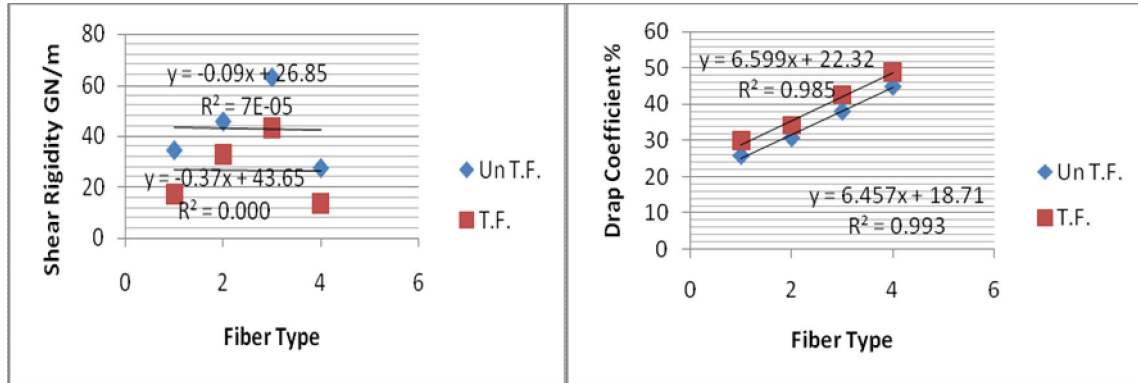 80
60
40
20
0
0
2
4
6
Shear Rigidity GN/m
Fiber Type
y = -0.09x + 26.85
R² = 7E-05
y = -0.37x + 43.65
R² = 0.000
Un T.F.
T.F.
60
50
40
30
20
10
0
0
2
4
6
Drap Coefficient %
Fiber Type
y = 6.599x + 22.32
R² = 0.985
y = 6.457x + 18.71
R² = 0.993
Un T.F.
T.F.